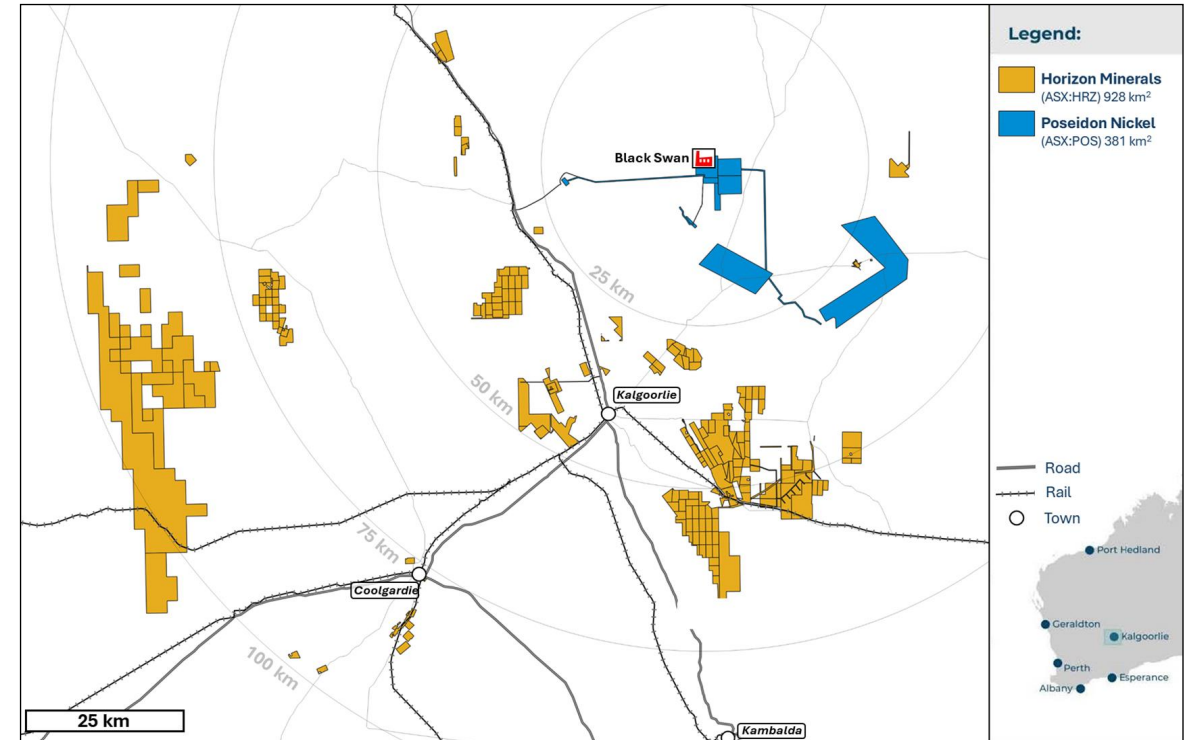 Legend:
Horizon Minerals
(ASX:HRZ) 928 km²
Poseidon Nickel
(ASX:POS) 381 km²
Black Swan
25 km
50 km
Kalgoorlie
75 km
Coolgardie
100 km
25 km
Kambalda
Road
Rail
Town
Port Hedland
Geraldton
Kalgoorlie
Perth
Esperance
Albany